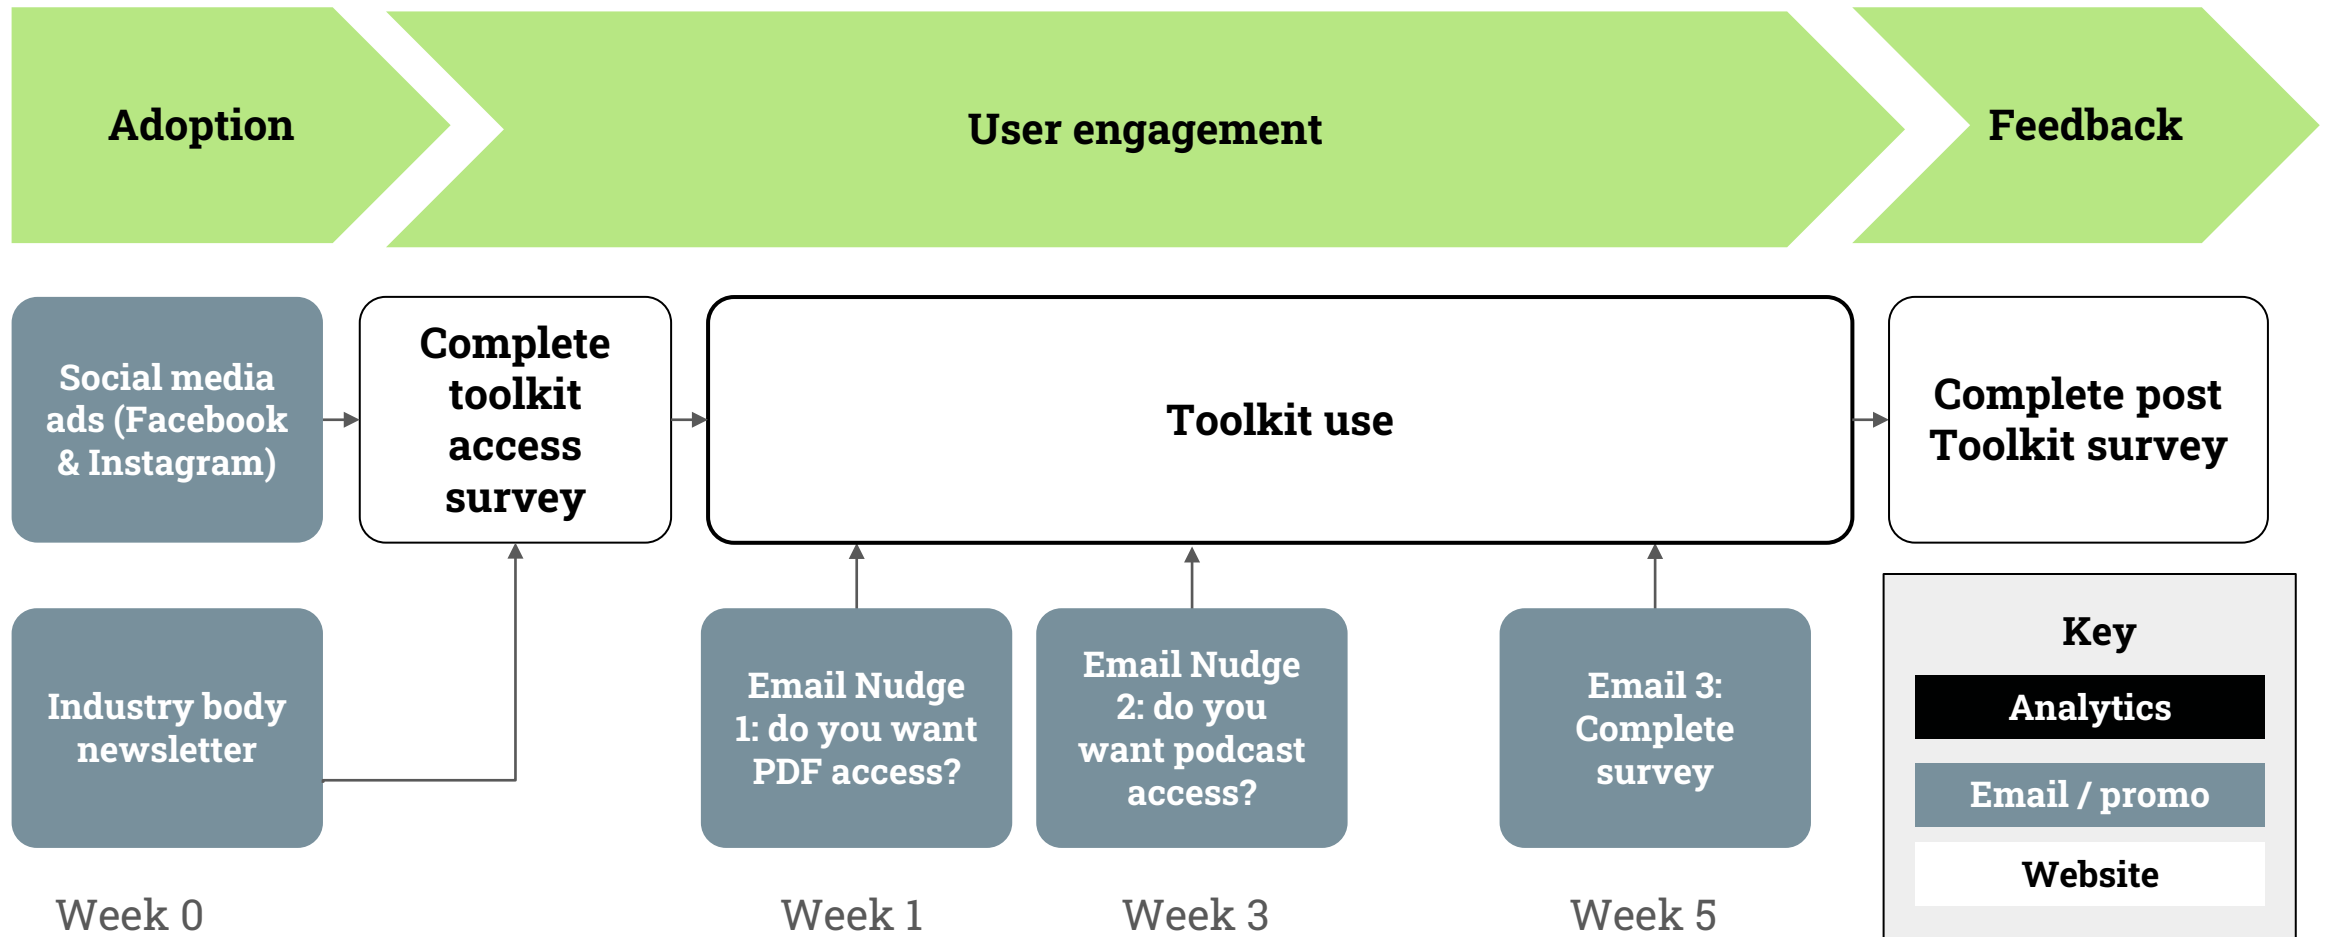 Adoption
User engagement
Feedback
Social media
ads (Facebook
& Instagram)
Complete
toolkit
access
survey
Toolkit use
Complete post
Toolkit survey
Industry body
newsletter
Email Nudge
1: do you want
PDF access?
Email Nudge
2: do you
want podcast
access?
Email 3:
Complete
survey
Key
Analytics
Email / promo
Website
Week 0
Week 1
Week 3
Week 5